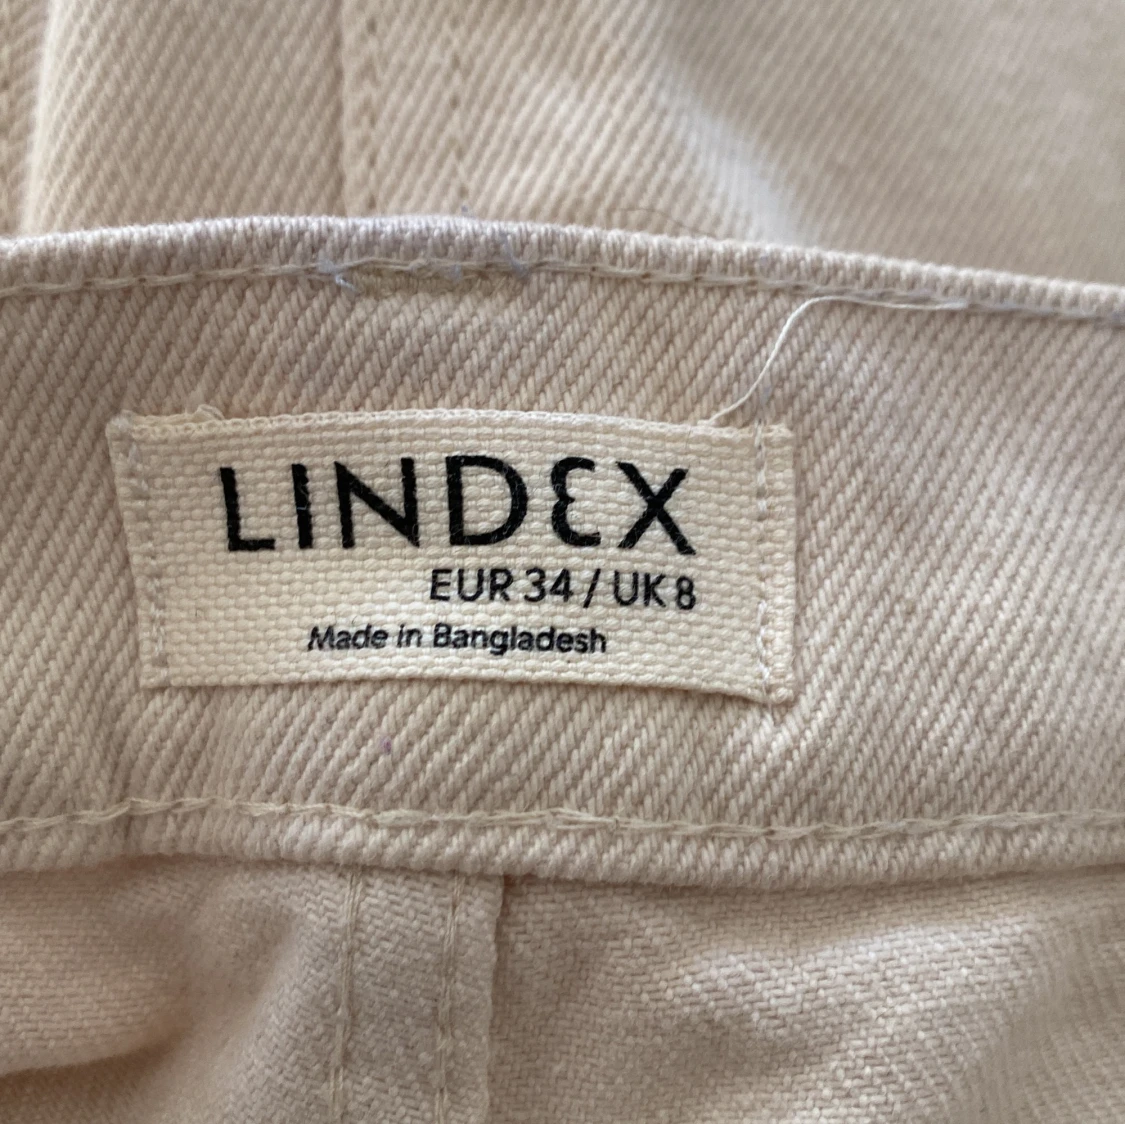 LINDEX
EUR 34 / UK 8
Made in Bangladesh